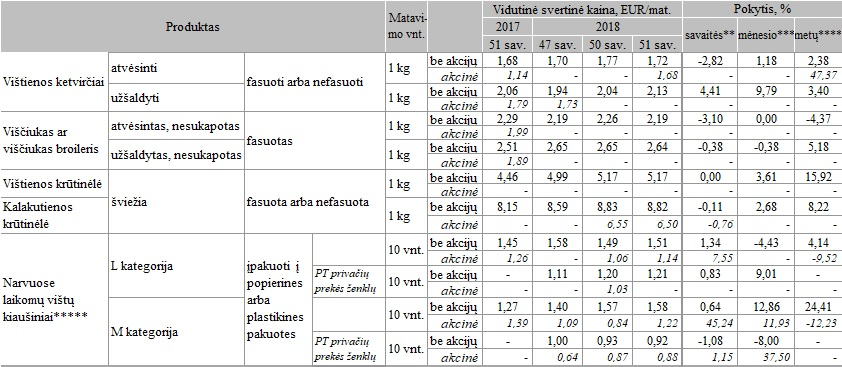 Produktas Matavi- Vidutinė svertinė kaina, EUR/mat. Pokytis, %
mo vnt. 2017 2018 savaitės** mėnesio*** metų****
51 sav. 47 sav. 50 sav. 51 sav.
Vištienos ketvirčiai atvėsinti fasuoti arba nefasuoti 1 kg be akcijų 1,68 1,70 1,77 1,72 -2,82 1,18 2,38
akcinė 1,14 - - 1,68 - - 47,37
užšaldyti 1 kg be akcijų 2,06 1,94 2,04 2,13 4,41 9,79 3,40
akcinė 1,79 1,73 - - - - -
Viščiukas ar viščiukas broileris atvėsintas, nesukapotas fasuotas 1 kg be akcijų 2,29 2,19 2,26 2,19 -3,10 0,00 -4,37
akcinė 1,99 - - - - - -
užšaldytas, nesukapotas 1 kg be akcijų 2,51 2,65 2,65 2,64 -0,38 -0,38 5,18
akcinė 1,89 - - - - - -
Vištienos krūtinėlė šviežia fasuota arba nefasuota 1 kg be akcijų 4,46 4,99 5,17 5,17 0,00 3,61 15,92
akcinė - - - - - - -
Kalakutienos krūtinėlė 1 kg be akcijų 8,15 8,59 8,83 8,82 -0,11 2,68 8,22
akcinė - - 6,55 6,50 -0,76 - -
Narvuose laikomų vištų kiaušiniai***** L kategorija įpakuoti į popierines arba plastikines pakuotes 10 vnt. be akcijų 1,45 1,58 1,49 1,51 1,34 -4,43 4,14
akcinė 1,26 - 1,06 1,14 7,55 - -9,52
PT privačių prekės ženklų 10 vnt. be akcijų - 1,11 1,20 1,21 0,83 9,01 -
akcinė - - 1,03 - - - -
M kategorija 10 vnt. be akcijų 1,27 1,40 1,57 1,58 0,64 12,86 24,41
akcinė 1,39 1,09 0,84 1,22 45,24 11,93 -12,23
PT privačių prekės ženklų 10 vnt. be akcijų - 1,00 0,93 0,92 -1,08 -8,00 -
akcinė - 0,64 0,87 0,88 1,15 37,50 -